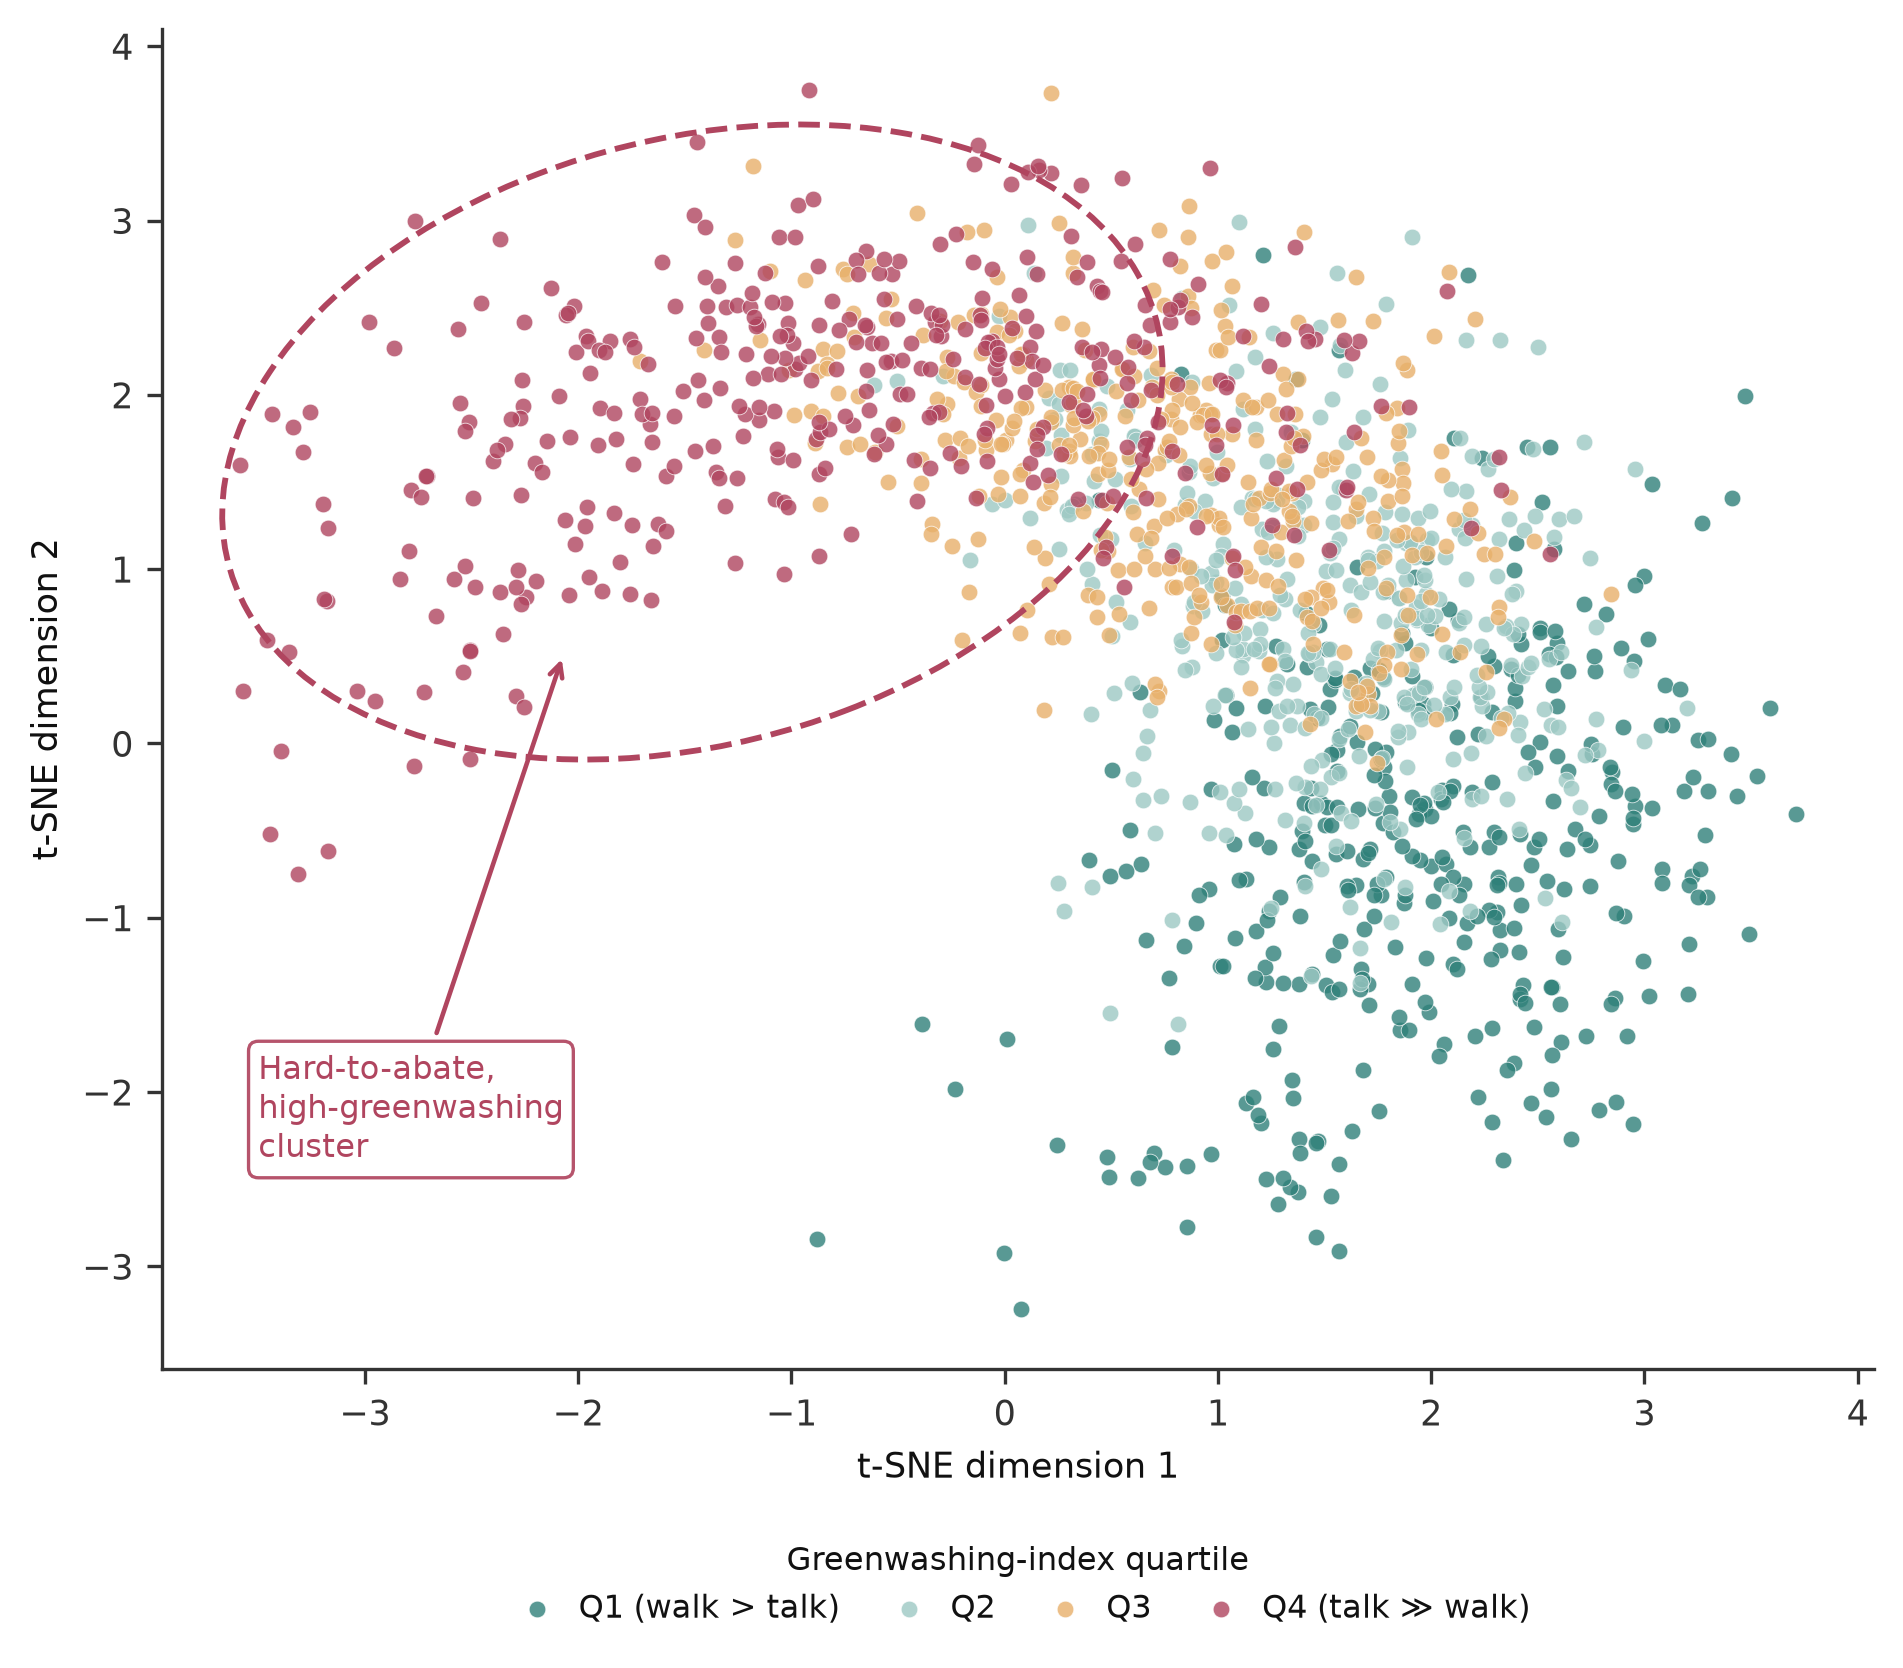 4
3
2
1
0
−1
−2
−3
t-SNE dimension 2
Hard-to-abate,
high-greenwashing
cluster
−3 −2 −1 0 1 2 3 4
t-SNE dimension 1
Greenwashing-index quartile
Q1 (walk > talk) Q2 Q3 Q4 (talk ≫ walk)